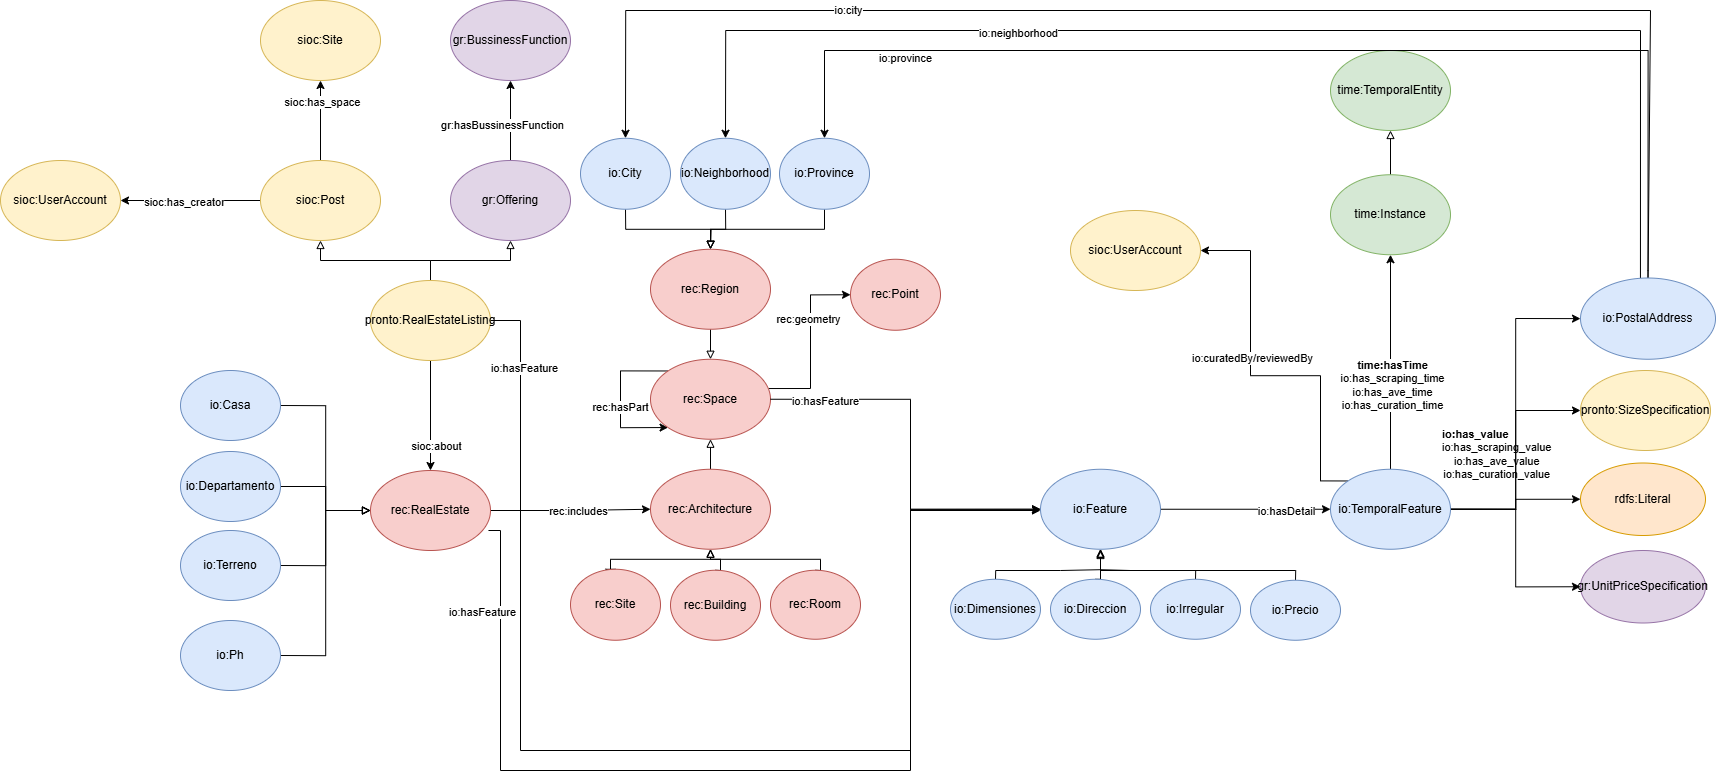 io:city
io:neighborhood
io:province
sioc:Site
gr:BussinessFunction
time:TemporalEntity
sioc:has_space
gr:hasBussinessFunction
io:City
io:Neighborhood
io:Province
sioc:UserAccount
sioc:has_creator
sioc:Post
gr:Offering
time:Instance
sioc:UserAccount
rec:Region
rec:Point
rec:geometry
pronto:RealEstateListing
io:PostalAddress
io:hasFeature
io:curatedBy/reviewedBy
time:hasTime
io:has_scraping_time
io:has_ave_time
io:has_curation_time
io:Casa
rec:hasPart
rec:Space
io:hasFeature
pronto:SizeSpecification
sioc:about
io:has_value
io:has_scraping_value
io:has_ave_value
io:has_curation_value
io:Departamento
rec:RealEstate
rec:includes
rec:Architecture
io:Feature
io:hasDetail
io:TemporalFeature
rdfs:Literal
io:Terreno
gr:UnitPriceSpecification
io:hasFeature
rec:Site
rec:Building
rec:Room
io:Dimensiones
io:Direccion
io:Irregular
io:Precio
io:Ph